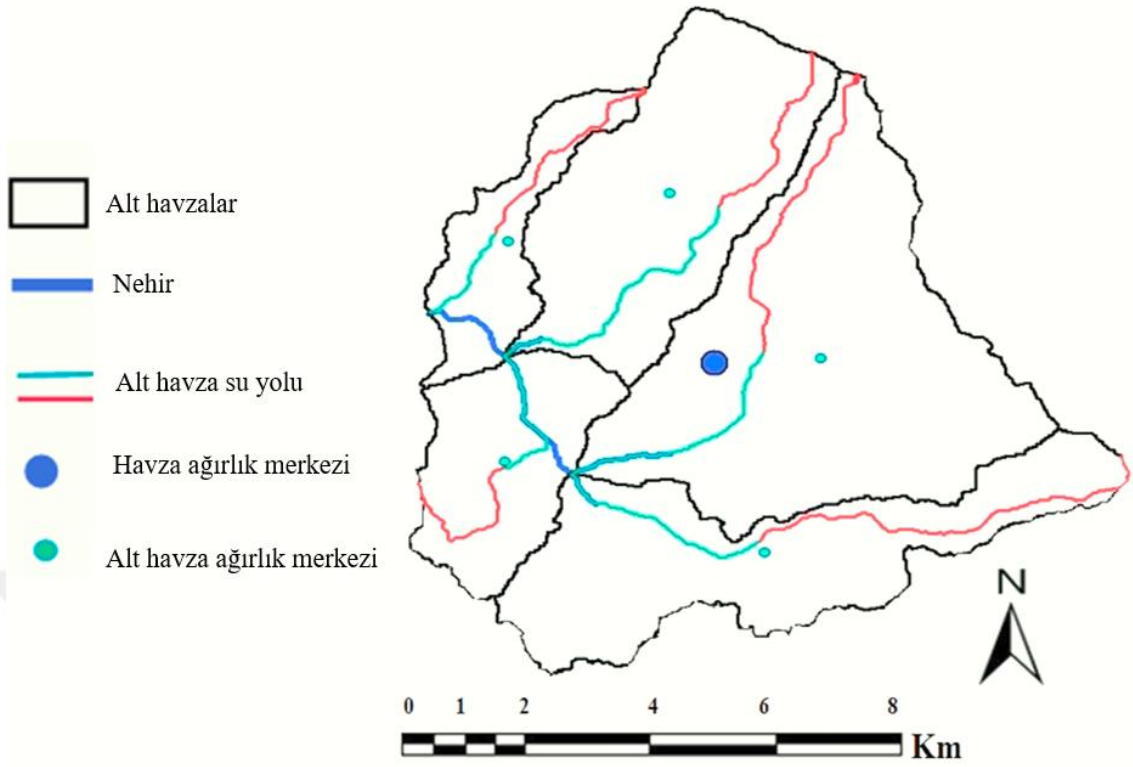 Alt havzalar
Nehir
Alt havza su yolu
Havza ağırlık merkezi
Alt havza ağırlık merkezi
N
0 1 2 4 6 8
Km